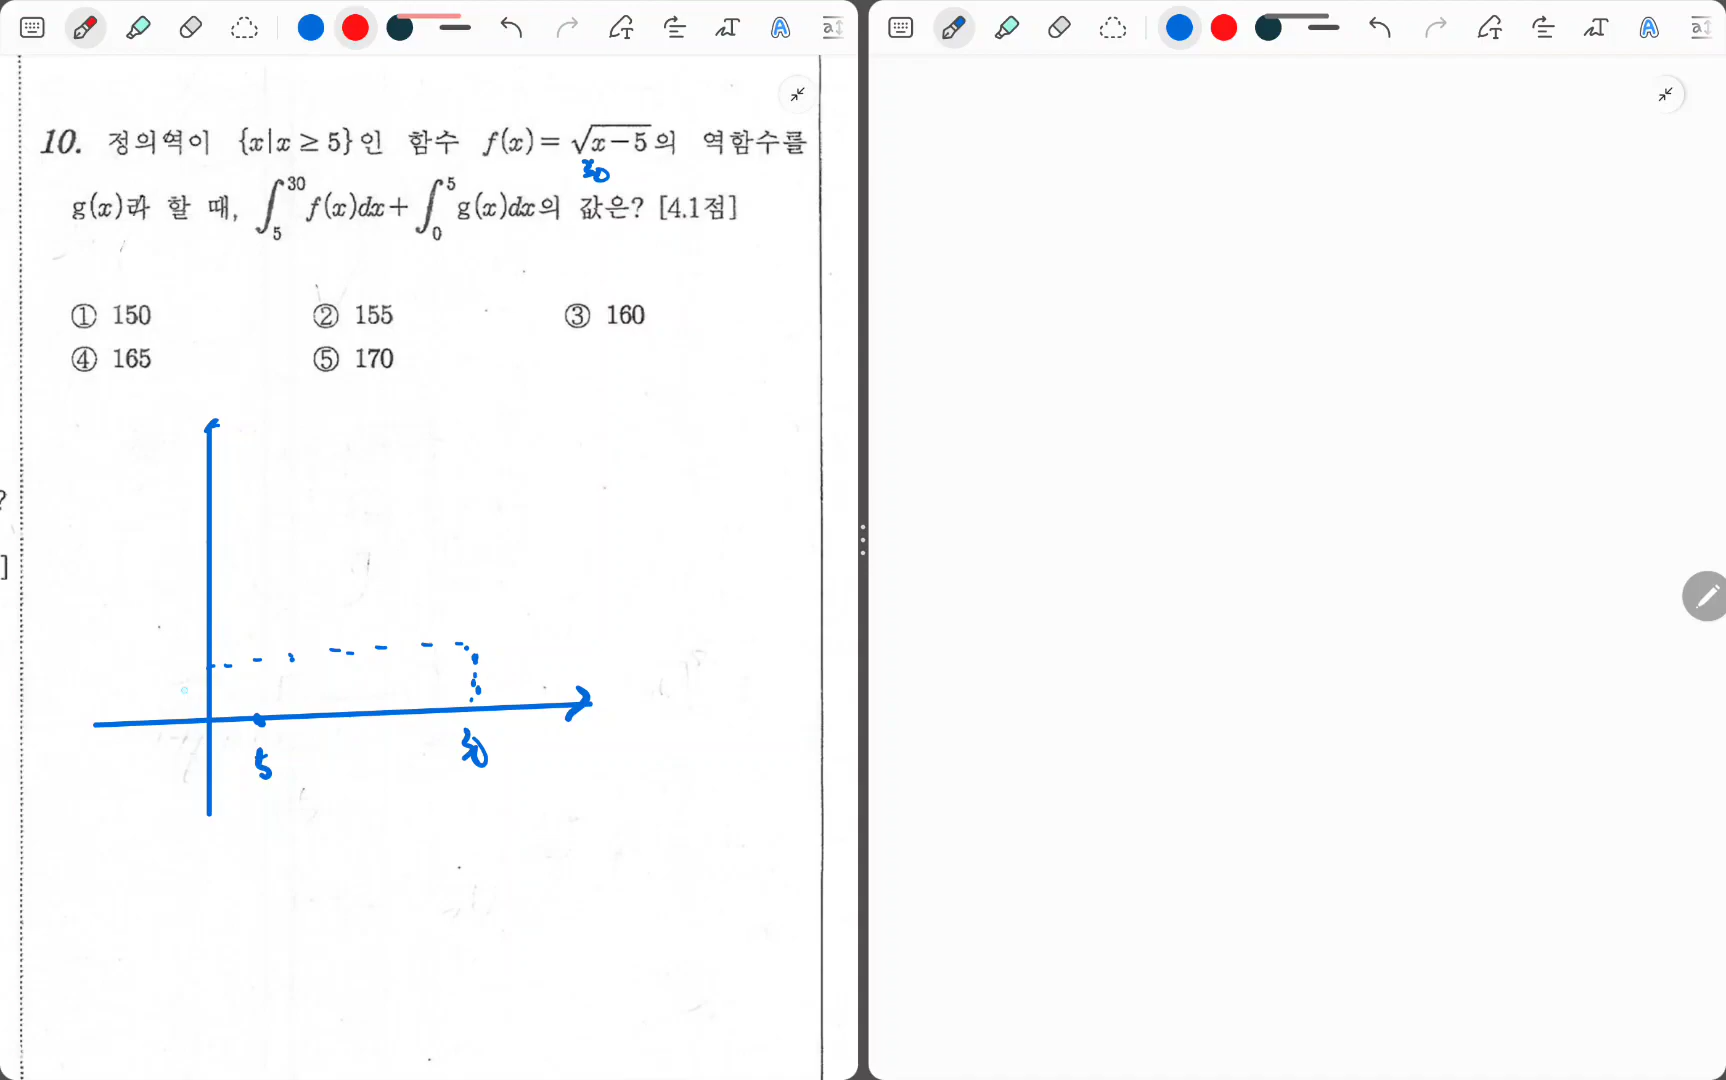 10. 정의역이 {x|x ≥ 5}인 함수 f(x) = √(x-5)의 역함수를
30
g(x)라 할 때, ∫₅³⁰ f(x)dx + ∫₀⁵ g(x)dx의 값은? [4.1점]
① 150 ② 155 ③ 160
④ 165 ⑤ 170
?
]
5 30